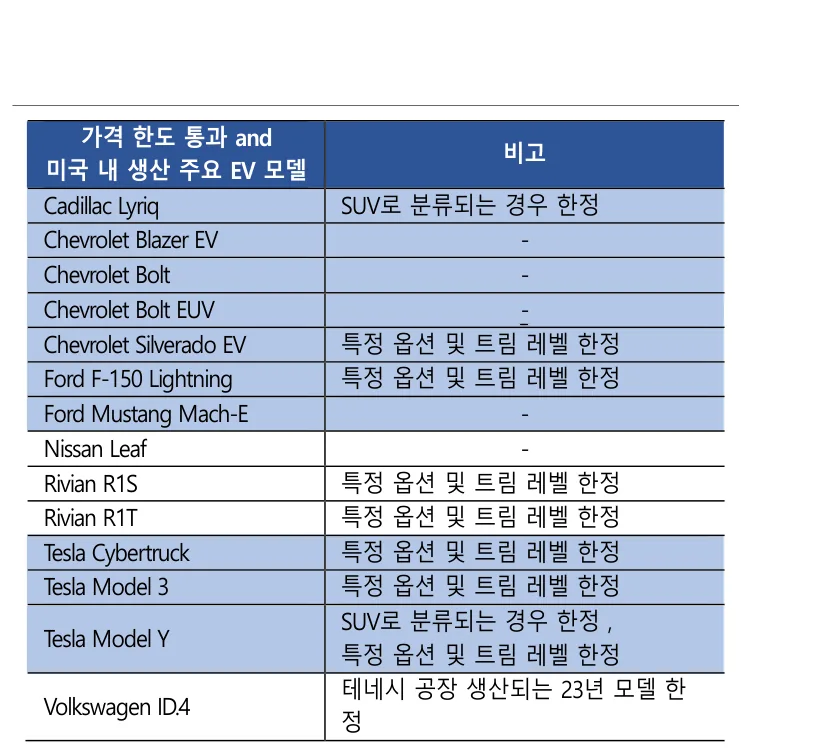 가격 한도 통과 and
미국 내 생산 주요 EV 모델
비고
Cadillac Lyriq
SUV로 분류되는 경우 한정
Chevrolet Blazer EV
-
Chevrolet Bolt
-
Chevrolet Bolt EUV
-
Chevrolet Silverado EV
특정 옵션 및 트림 레벨 한정
Ford F-150 Lightning
특정 옵션 및 트림 레벨 한정
Ford Mustang Mach-E
-
Nissan Leaf
-
Rivian R1S
특정 옵션 및 트림 레벨 한정
Rivian R1T
특정 옵션 및 트림 레벨 한정
Tesla Cybertruck
특정 옵션 및 트림 레벨 한정
Tesla Model 3
특정 옵션 및 트림 레벨 한정
Tesla Model Y
SUV로 분류되는 경우 한정 ,
특정 옵션 및 트림 레벨 한정
Volkswagen ID.4
테네시 공장 생산되는 23년 모델 한
정